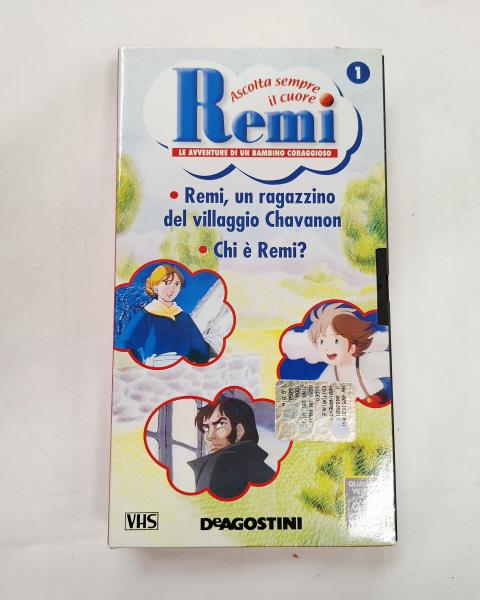 1
Ascolta sempre
il cuore
Remi
LE AVVENTURE DI UN BAMBINO CORAGGIOSO
• Remi, un ragazzino
del villaggio Chavanon
• Chi è Remi?
VHS
DeAGOSTINI